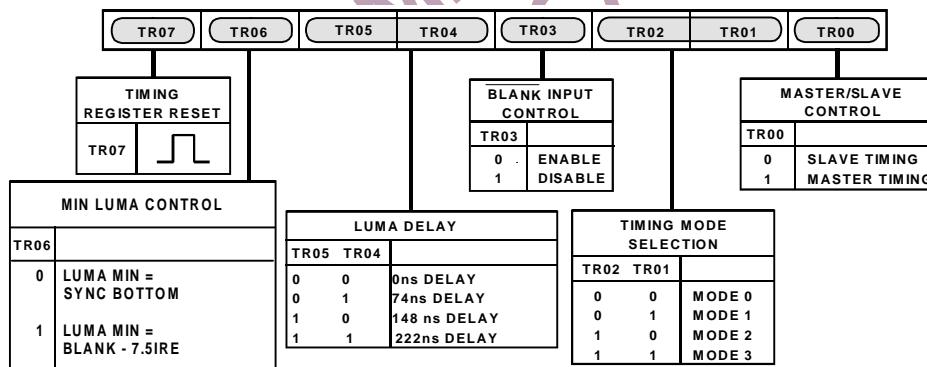 TR07 TR06 TR05 TR04 TR03 TR02 TR01 TR00
TIMING
REGISTER RESET
TR07
BLANK INPUT
CONTROL
TR03
0 ENABLE
1 DISABLE
MASTER/SLAVE
CONTROL
TR00
0 SLAVE TIMING
1 MASTER TIMING
MIN LUMA CONTROL
TR06
0 LUMA MIN =
SYNC BOTTOM
1 LUMA MIN =
BLANK - 7.5IRE
LUMA DELAY
TR05 TR04
0 0 0ns DELAY
0 1 74ns DELAY
1 0 148 ns DELAY
1 1 222ns DELAY
TIMING MODE
SELECTION
TR02 TR01
0 0 MODE 0
0 1 MODE 1
1 0 MODE 2
1 1 MODE 3